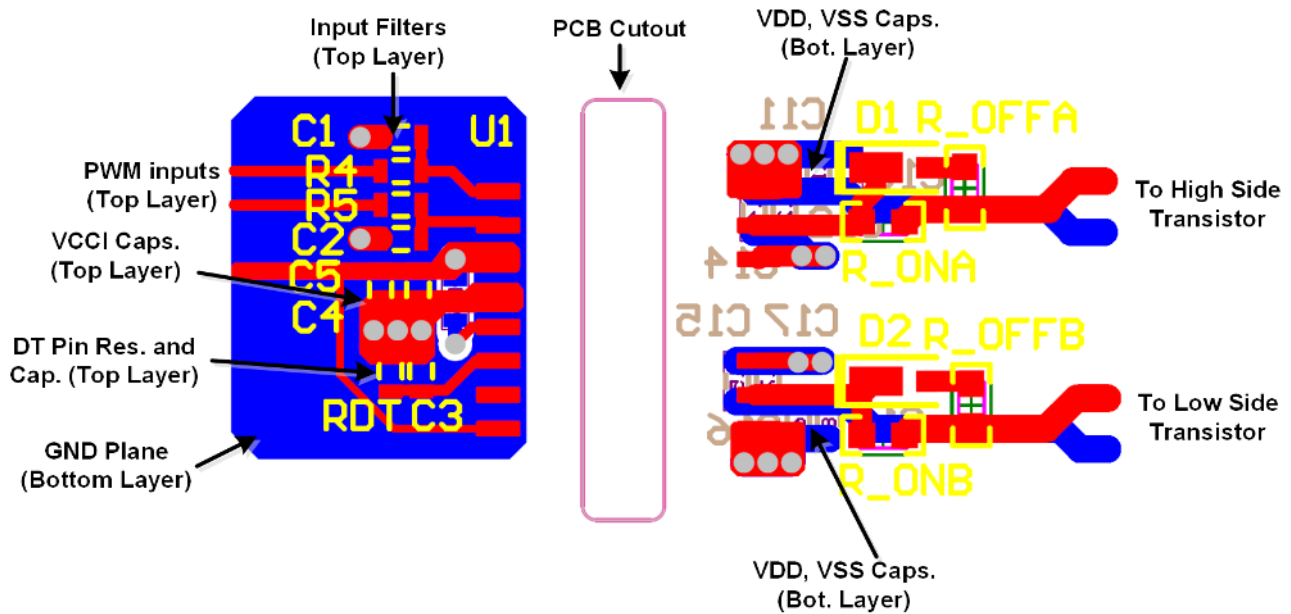 Input Filters
(Top Layer)
PCB Cutout
VDD, VSS Caps.
(Bot. Layer)
C1
U1
C11
D1 R_OFFA
PWM inputs
(Top Layer)
R4
R5
To High Side
Transistor
VCCI Caps.
(Top Layer)
C2
C5
C14
R_ONA
C4
C15
C17
D2 R_OFFB
DT Pin Res. and
Cap. (Top Layer)
RDT
C3
To Low Side
Transistor
GND Plane
(Bottom Layer)
R_ONB
VDD, VSS Caps.
(Bot. Layer)